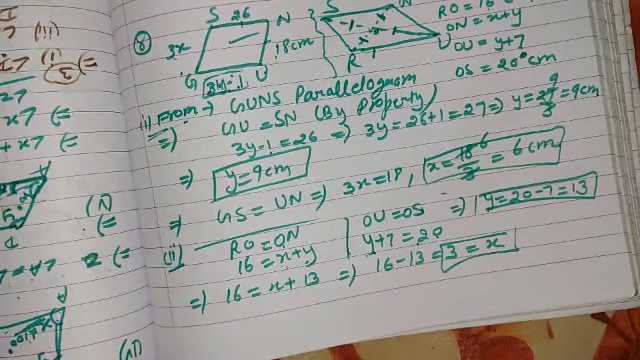 (8)
S 26 N
3x 18cm
G 3y-1 U
S N
R U
RO = 16
ON = x+y
OU = y+7
OS = 20 cm
(i) From → GUNS Parallelogram
=> GU = SN (By Property)
3y-1 = 26 => 3y = 26+1 = 27 => y = 27/3 = 9cm
=> y = 9cm
=> GS = UN => 3x = 18, x = 18/3 = 6cm
(ii) RO = ON
16 = x+y
=> 16 = x + 13 => 16-13 = 3 = x
OU = OS => y = 20-7 = 13
y+7 = 20